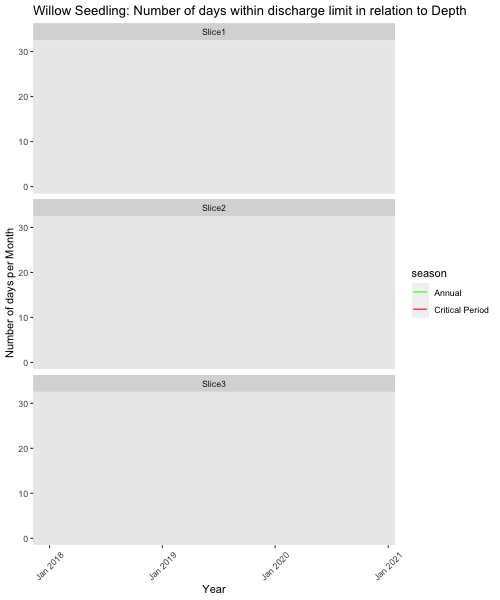 Willow Seedling: Number of days within discharge limit in relation to Depth
Slice1
30
20
10
0
Slice2
30
20
10
0
Number of days per Month
Slice3
30
20
10
0
Jan 2018
Jan 2019
Jan 2020
Jan 2021
Year
season
Annual
Critical Period